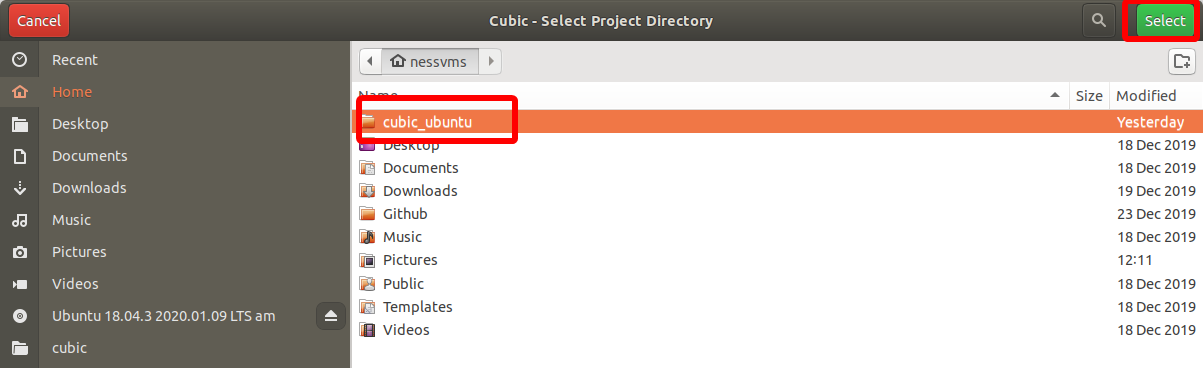 Cancel
Cubic - Select Project Directory
Select
Recent
Home
Desktop
Documents
Downloads
Music
Pictures
Videos
Ubuntu 18.04.3 2020.01.09 LTS am
cubic
nessvms
Name Size Modified
cubic_ubuntu Yesterday
Desktop 18 Dec 2019
Documents 18 Dec 2019
Downloads 19 Dec 2019
Github 23 Dec 2019
Music 18 Dec 2019
Pictures 12:11
Public 18 Dec 2019
Templates 18 Dec 2019
Videos 18 Dec 2019